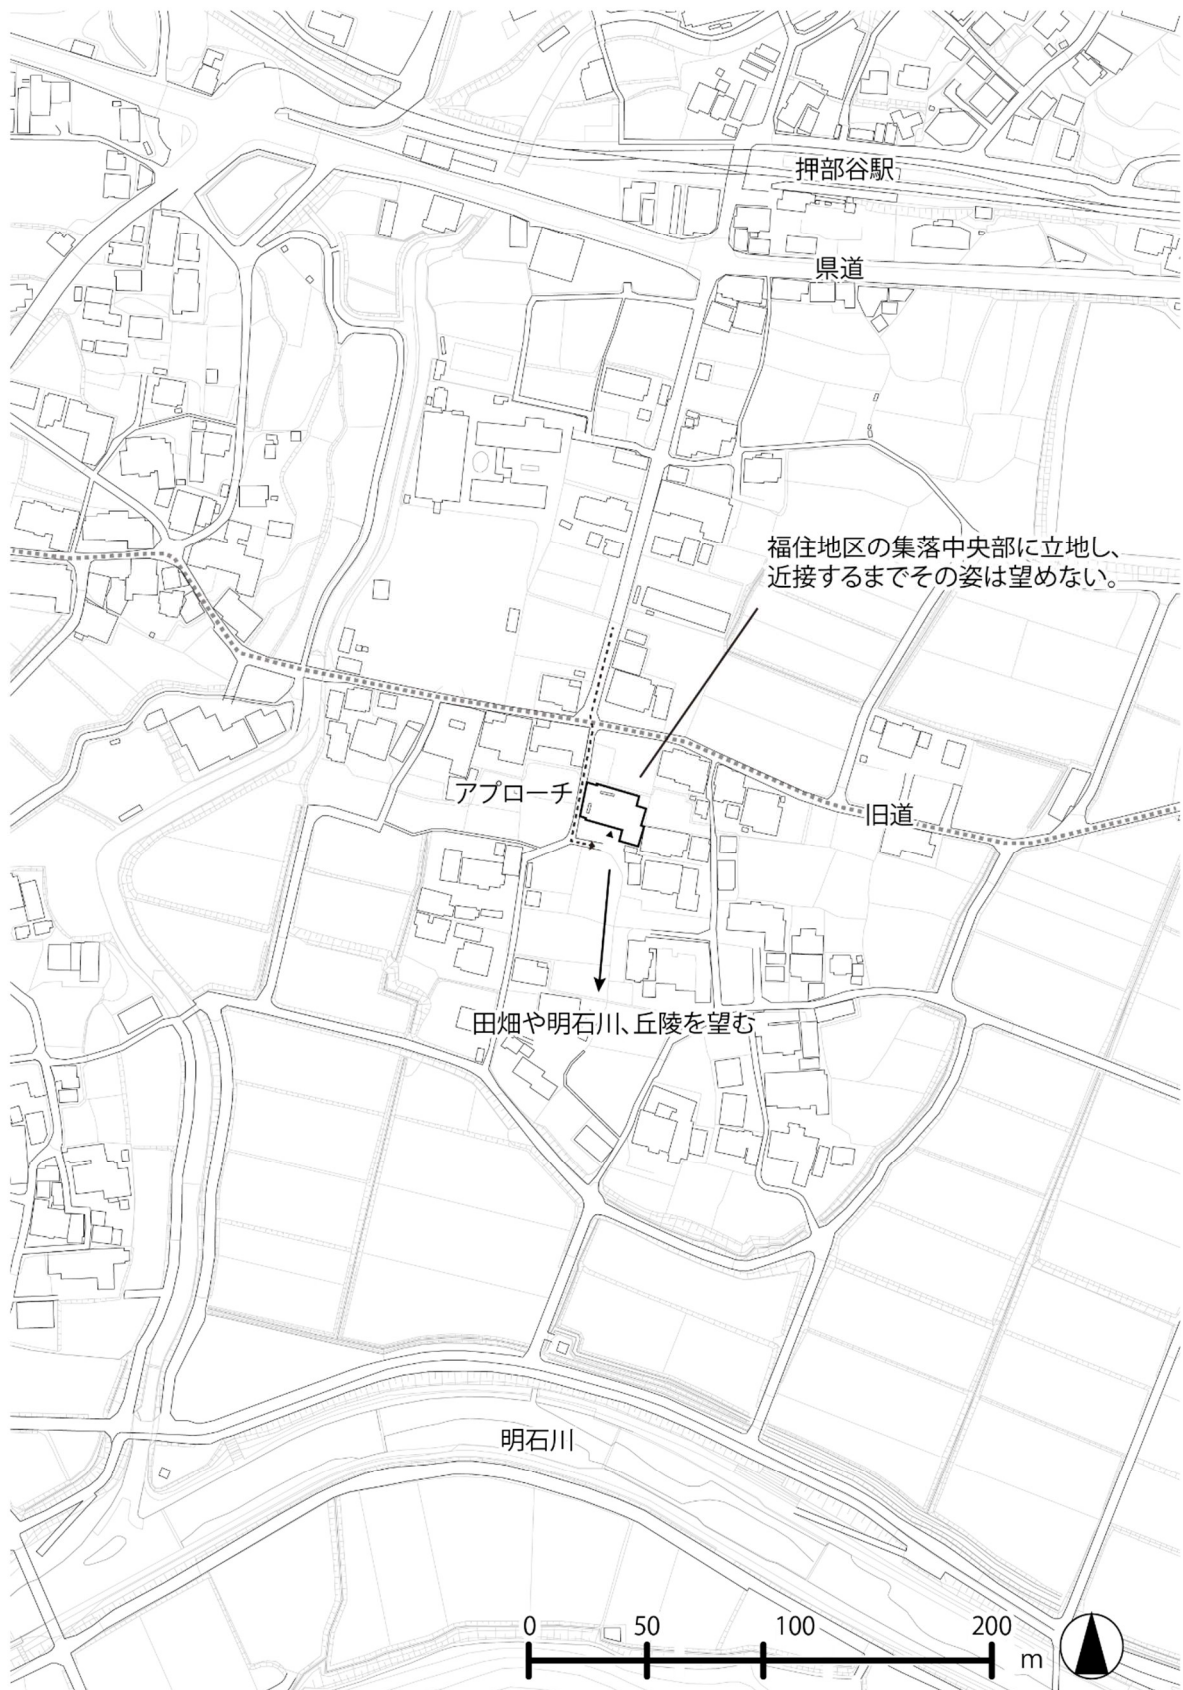 押部谷駅
県道
福住地区の集落中央部に立地し、
近接するまでその姿は望めない。
アプローチ
旧道
田畑や明石川、丘陵を望む
明石川
0 50 100 200 m